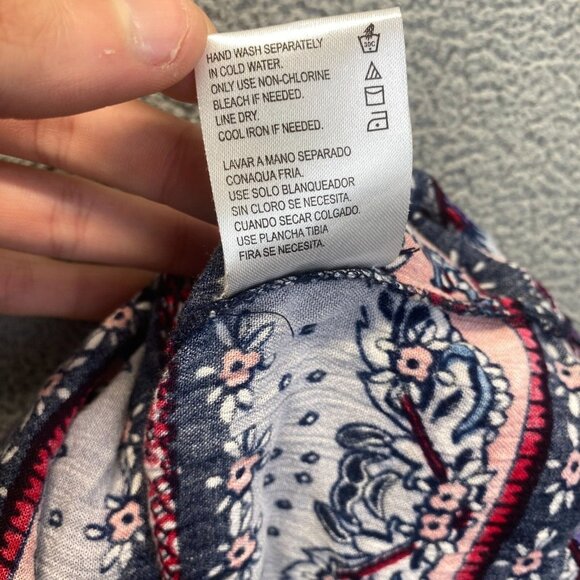 HAND WASH SEPARATELY
IN COLD WATER.
ONLY USE NON-CHLORINE
BLEACH IF NEEDED.
LINE DRY.
COOL IRON IF NEEDED.
LAVAR A MANO SEPARADO
CONAQUA FRIA.
USE SOLO BLANQUEADOR
SIN CLORO SE NECESITA.
CUANDO SECAR COLGADO.
USE PLANCHA TIBIA
FIRA SE NECESITA.
30C